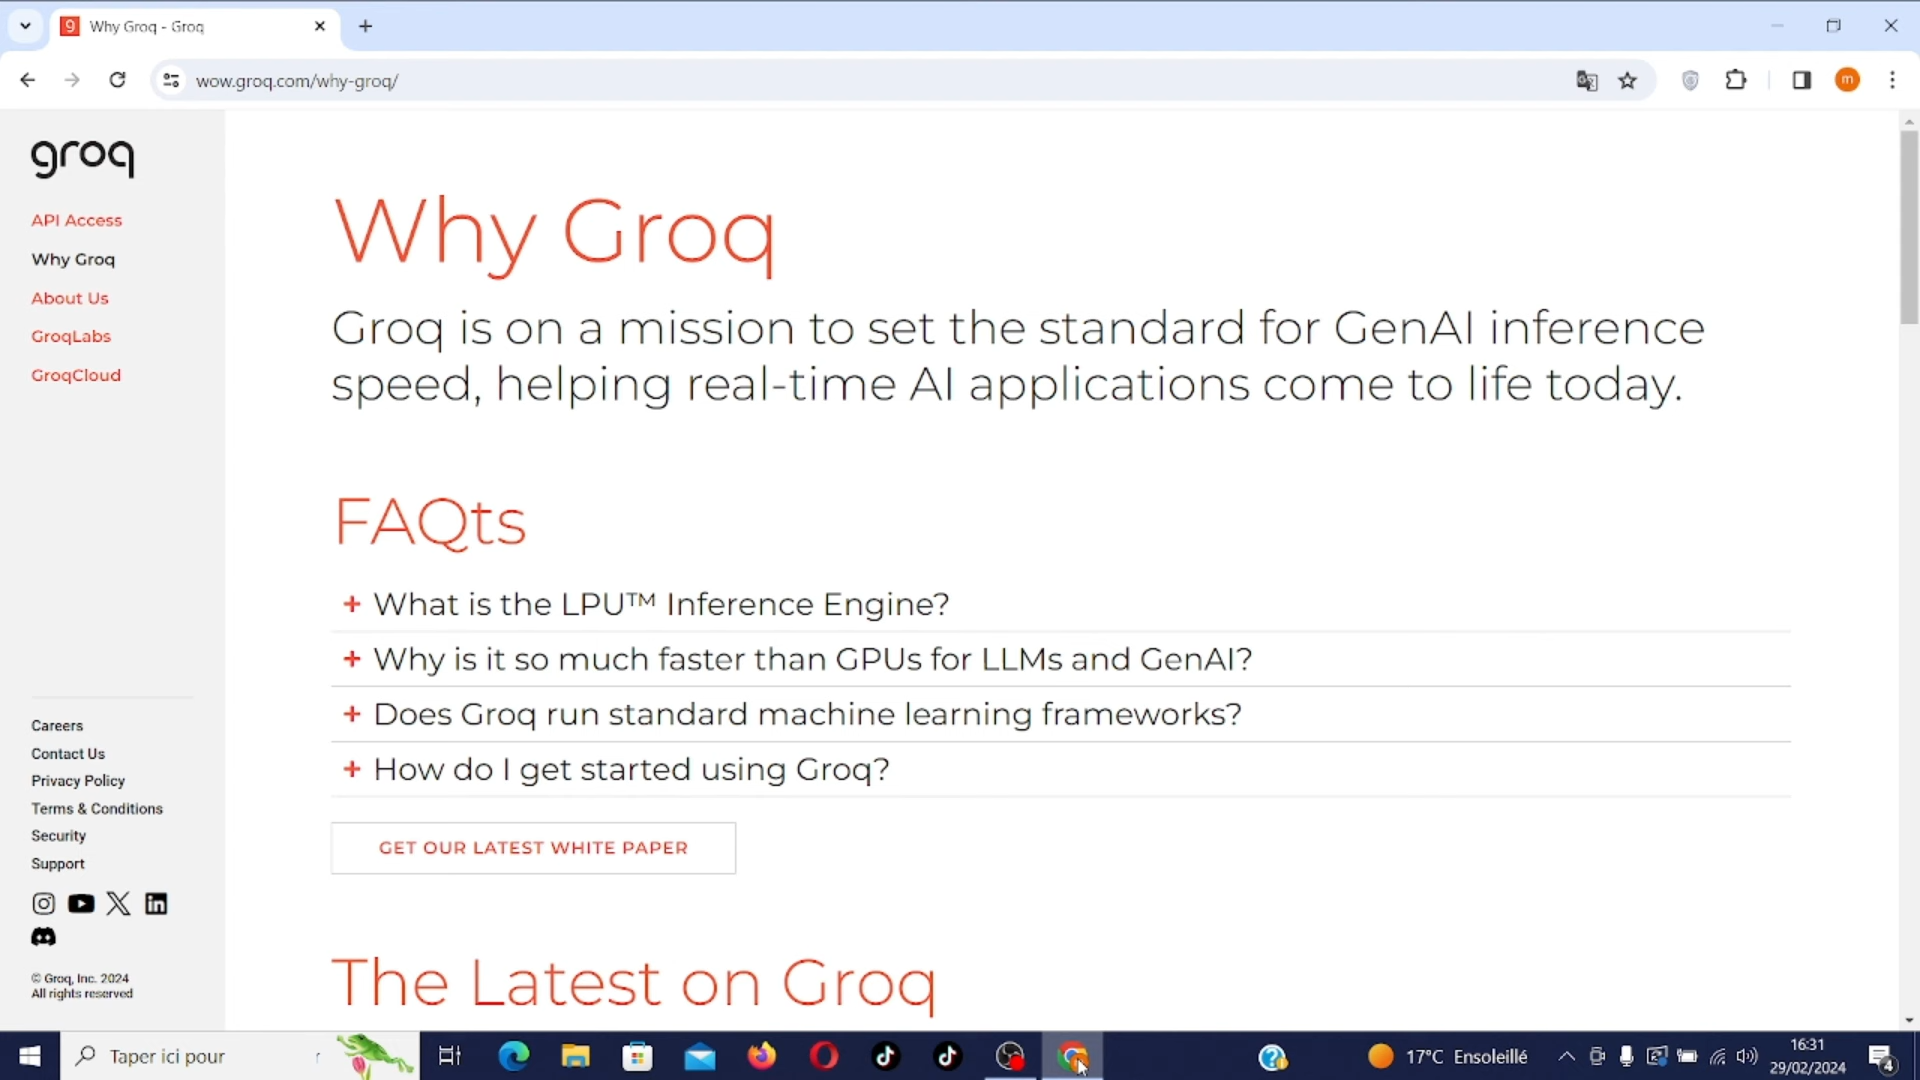 Why Groq - Groq
wow.groq.com/why-groq/
m
groq
API Access
Why Groq
About Us
GroqLabs
GroqCloud
Careers
Contact Us
Privacy Policy
Terms & Conditions
Security
Support
© Groq, Inc. 2024
All rights reserved
Why Groq
Groq is on a mission to set the standard for GenAI inference
speed, helping real-time AI applications come to life today.
FAQts
+ What is the LPU™ Inference Engine?
+ Why is it so much faster than GPUs for LLMs and GenAI?
+ Does Groq run standard machine learning frameworks?
+ How do I get started using Groq?
GET OUR LATEST WHITE PAPER
The Latest on Groq
Taper ici pour r
17°C Ensoleillé
16:31
29/02/2024
4